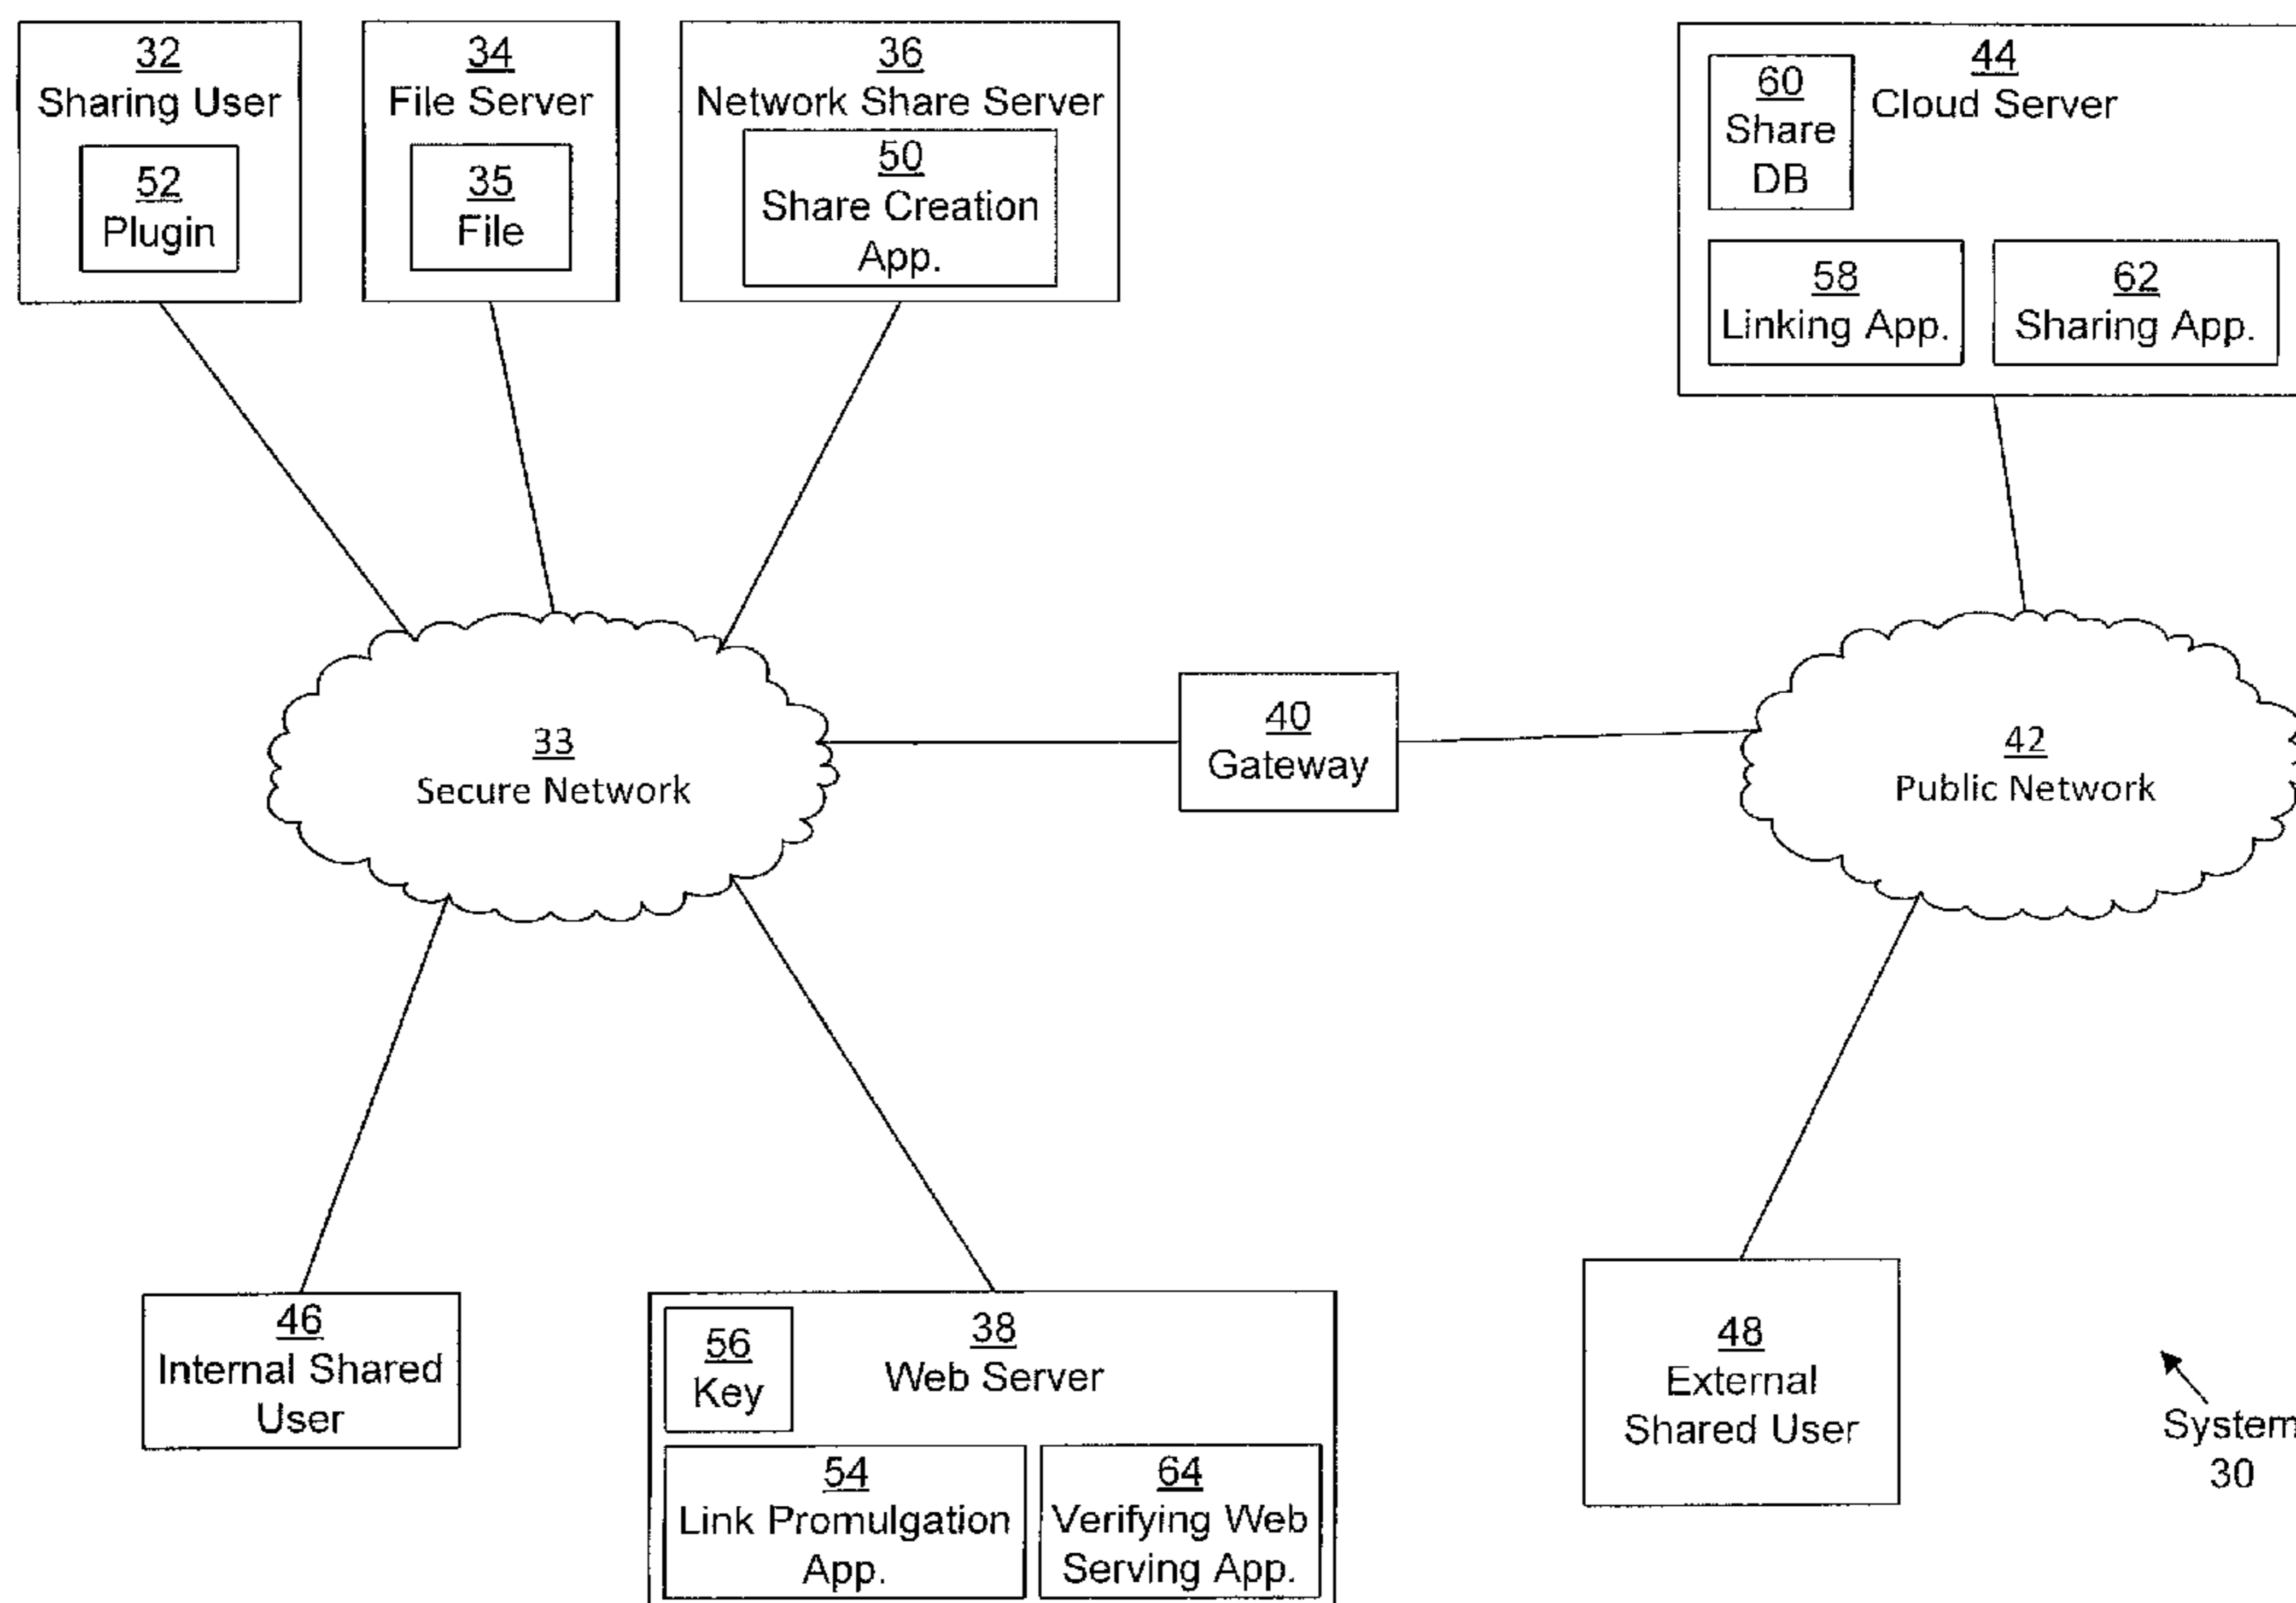 32
Sharing User
52
Plugin
34
File Server
35
File
36
Network Share Server
50
Share Creation
App.
44
Cloud Server
60
Share
DB
58
Linking App.
62
Sharing App.
33
Secure Network
40
Gateway
42
Public Network
46
Internal Shared
User
38
Web Server
56
Key
54
Link Promulgation
App.
64
Verifying Web
Serving App.
48
External
Shared User
System
30